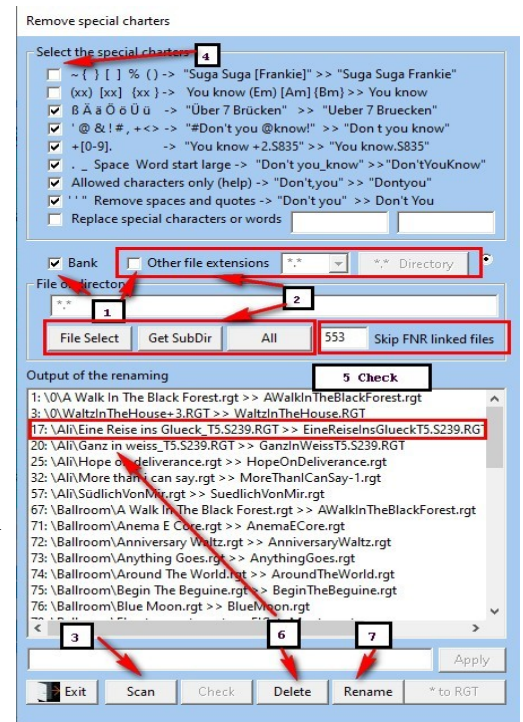 Remove special charters
Select the special charters
4
~ { } [ ] % ( ) -> "Suga Suga [Frankie]" >> "Suga Suga Frankie"
(xx) [xx] {xx } -> You know (Em) [Am] {Bm} >> You know
ß Ä ä Ö ö Ü ü -> "Über 7 Brücken" >> "Ueber 7 Bruecken"
' @ & ! # , + < > -> "#Don't you @know!" >> "Don t you know"
+[0-9]. -> "You know +2.S835" >> "You know.S835"
. _ Space Word start large -> "Don't you_know" >> "Don'tYouKnow"
Allowed characters only (help) -> "Don't,you" >> "Dontyou"
' ' " Remove spaces and quotes -> "Don't you" >> Don't You
Replace special characters or words
Bank
Other file extensions
*.*
*.* Directory
File or directory
*.*
1
2
File Select
Get SubDir
All
553
Skip FNR linked files
Output of the renaming
5 Check
1: \0\A Walk In The Black Forest.rgt >> AWalkInTheBlackForest.rgt
3: \0\WaltzInTheHouse+3.RGT >> WaltzInTheHouse.RGT
17: \Ali\Eine Reise ins Glueck_T5.S239.RGT >> EineReiseInsGlueckT5.S239.RGT
20: \Ali\Ganz in weiss_T5.S239.RGT >> GanzInWeissT5.S239.RGT
25: \Ali\Hope on deliverance.rgt >> HopeOnDeliverance.rgt
32: \Ali\More than i can say.rgt >> MoreThanICanSay-1.rgt
57: \Ali\SüdlichVonMir.rgt >> SuedlichVonMir.rgt
67: \Ballroom\A Walk In The Black Forest.rgt >> AWalkInTheBlackForest.rgt
71: \Ballroom\Anema E Core.rgt >> AnemaECore.rgt
72: \Ballroom\Anniversary Waltz.rgt >> AnniversaryWaltz.rgt
73: \Ballroom\Anything Goes.rgt >> AnythingGoes.rgt
74: \Ballroom\Around The World.rgt >> AroundTheWorld.rgt
75: \Ballroom\Begin The Beguine.rgt >> BeginTheBeguine.rgt
76: \Ballroom\Blue Moon.rgt >> BlueMoon.rgt
3
6
7
Apply
Exit
Scan
Check
Delete
Rename
* to RGT